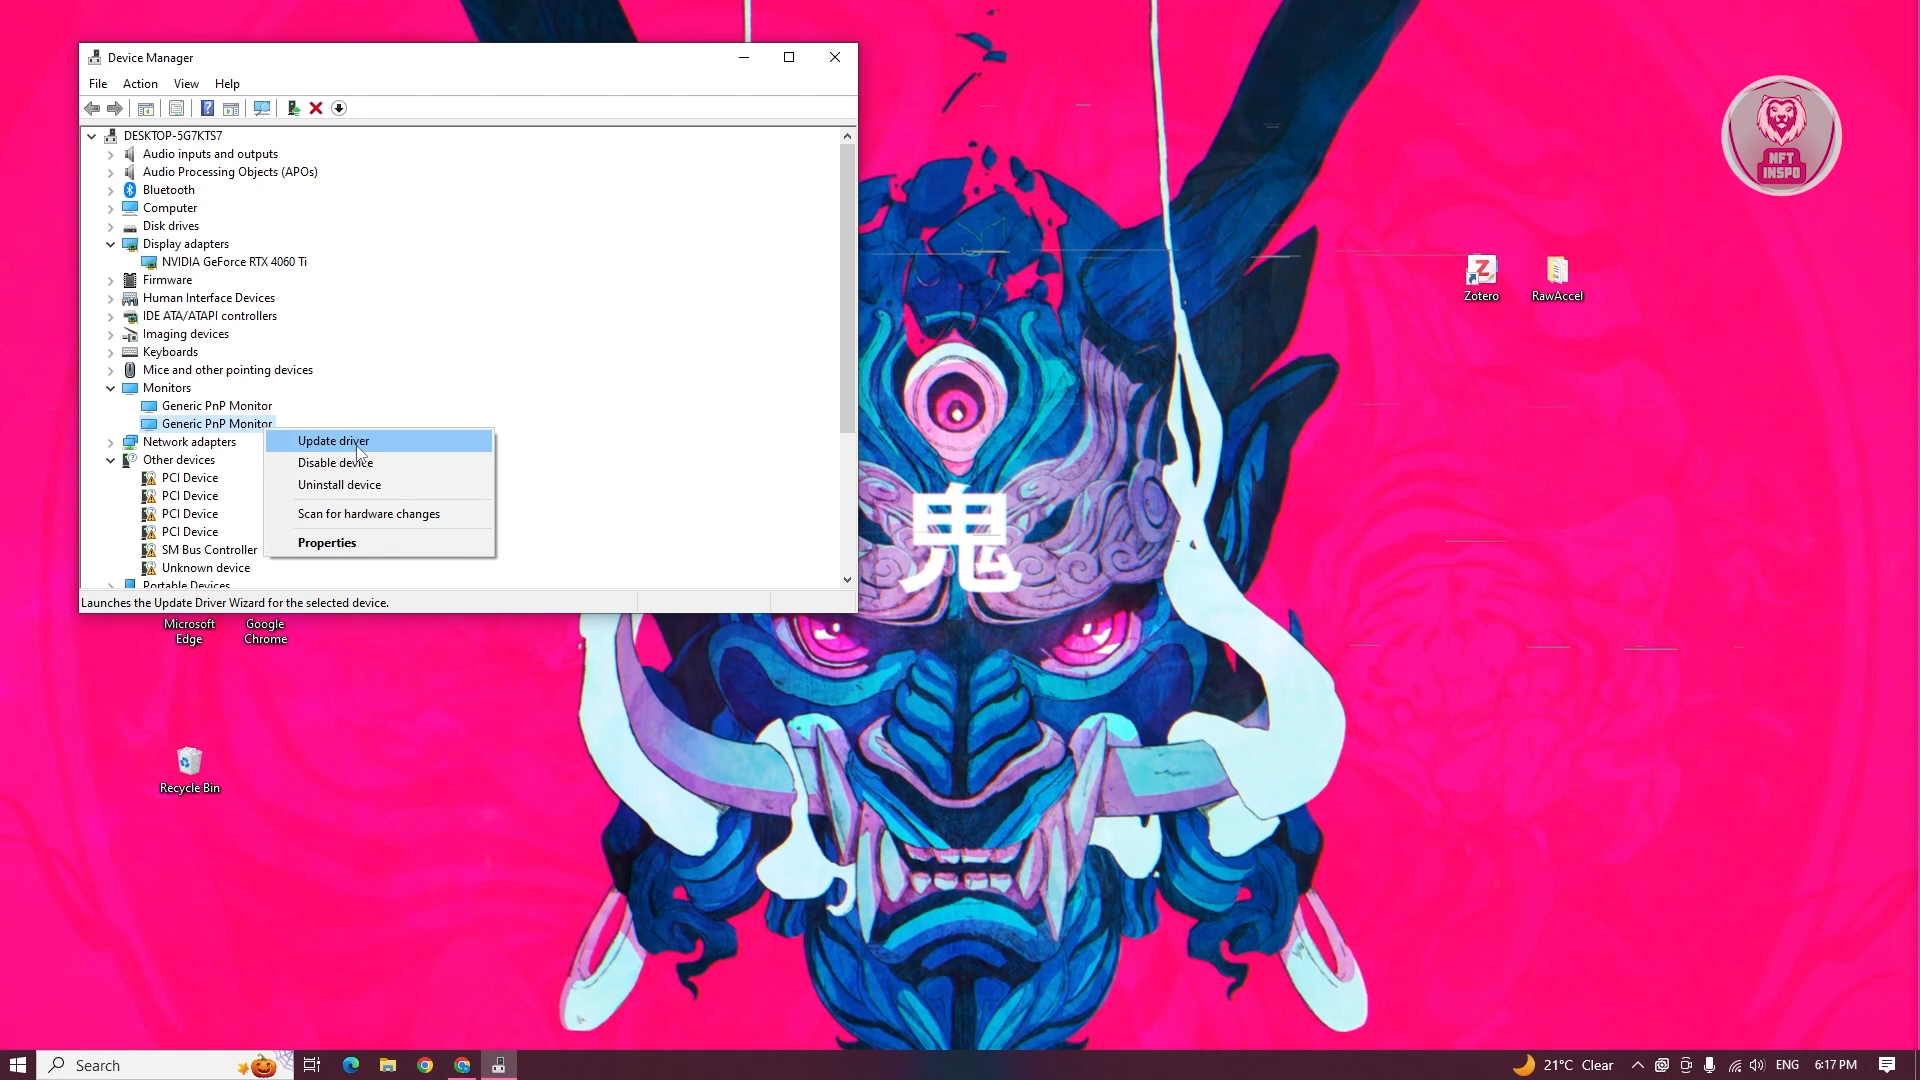 Device Manager
File Action View Help
DESKTOP-5G7KTS7
Audio inputs and outputs
Audio Processing Objects (APOs)
Bluetooth
Computer
Disk drives
Display adapters
NVIDIA GeForce RTX 4060 Ti
Firmware
Human Interface Devices
IDE ATA/ATAPI controllers
Imaging devices
Keyboards
Mice and other pointing devices
Monitors
Generic PnP Monitor
Generic PnP Monitor
Network adapters
Other devices
PCI Device
PCI Device
PCI Device
PCI Device
SM Bus Controller
Unknown device
Portable Devices
Update driver
Disable device
Uninstall device
Scan for hardware changes
Properties
Launches the Update Driver Wizard for the selected device.
Microsoft
Edge
Google
Chrome
Recycle Bin
鬼
NFT
INSPO
Zotero
RawAccel
Search
21°C Clear
ENG
6:17 PM